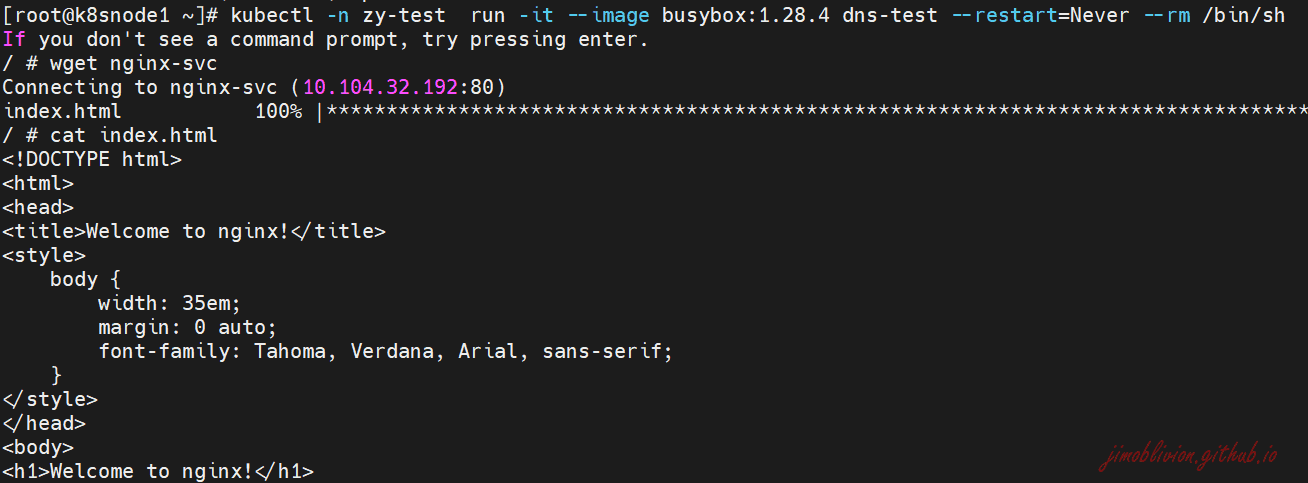 [root@k8snode1 ~]# kubectl -n zy-test  run -it --image busybox:1.28.4 dns-test --restart=Never --rm /bin/sh
If you don't see a command prompt, try pressing enter.
/ # wget nginx-svc
Connecting to nginx-svc (10.104.32.192:80)
index.html           100% |**********************************************************************************
/ # cat index.html
<!DOCTYPE html>
<html>
<head>
<title>Welcome to nginx!</title>
<style>
    body {
        width: 35em;
        margin: 0 auto;
        font-family: Tahoma, Verdana, Arial, sans-serif;
    }
</style>
</head>
<body>
<h1>Welcome to nginx!</h1>
jimoblivion.github.io